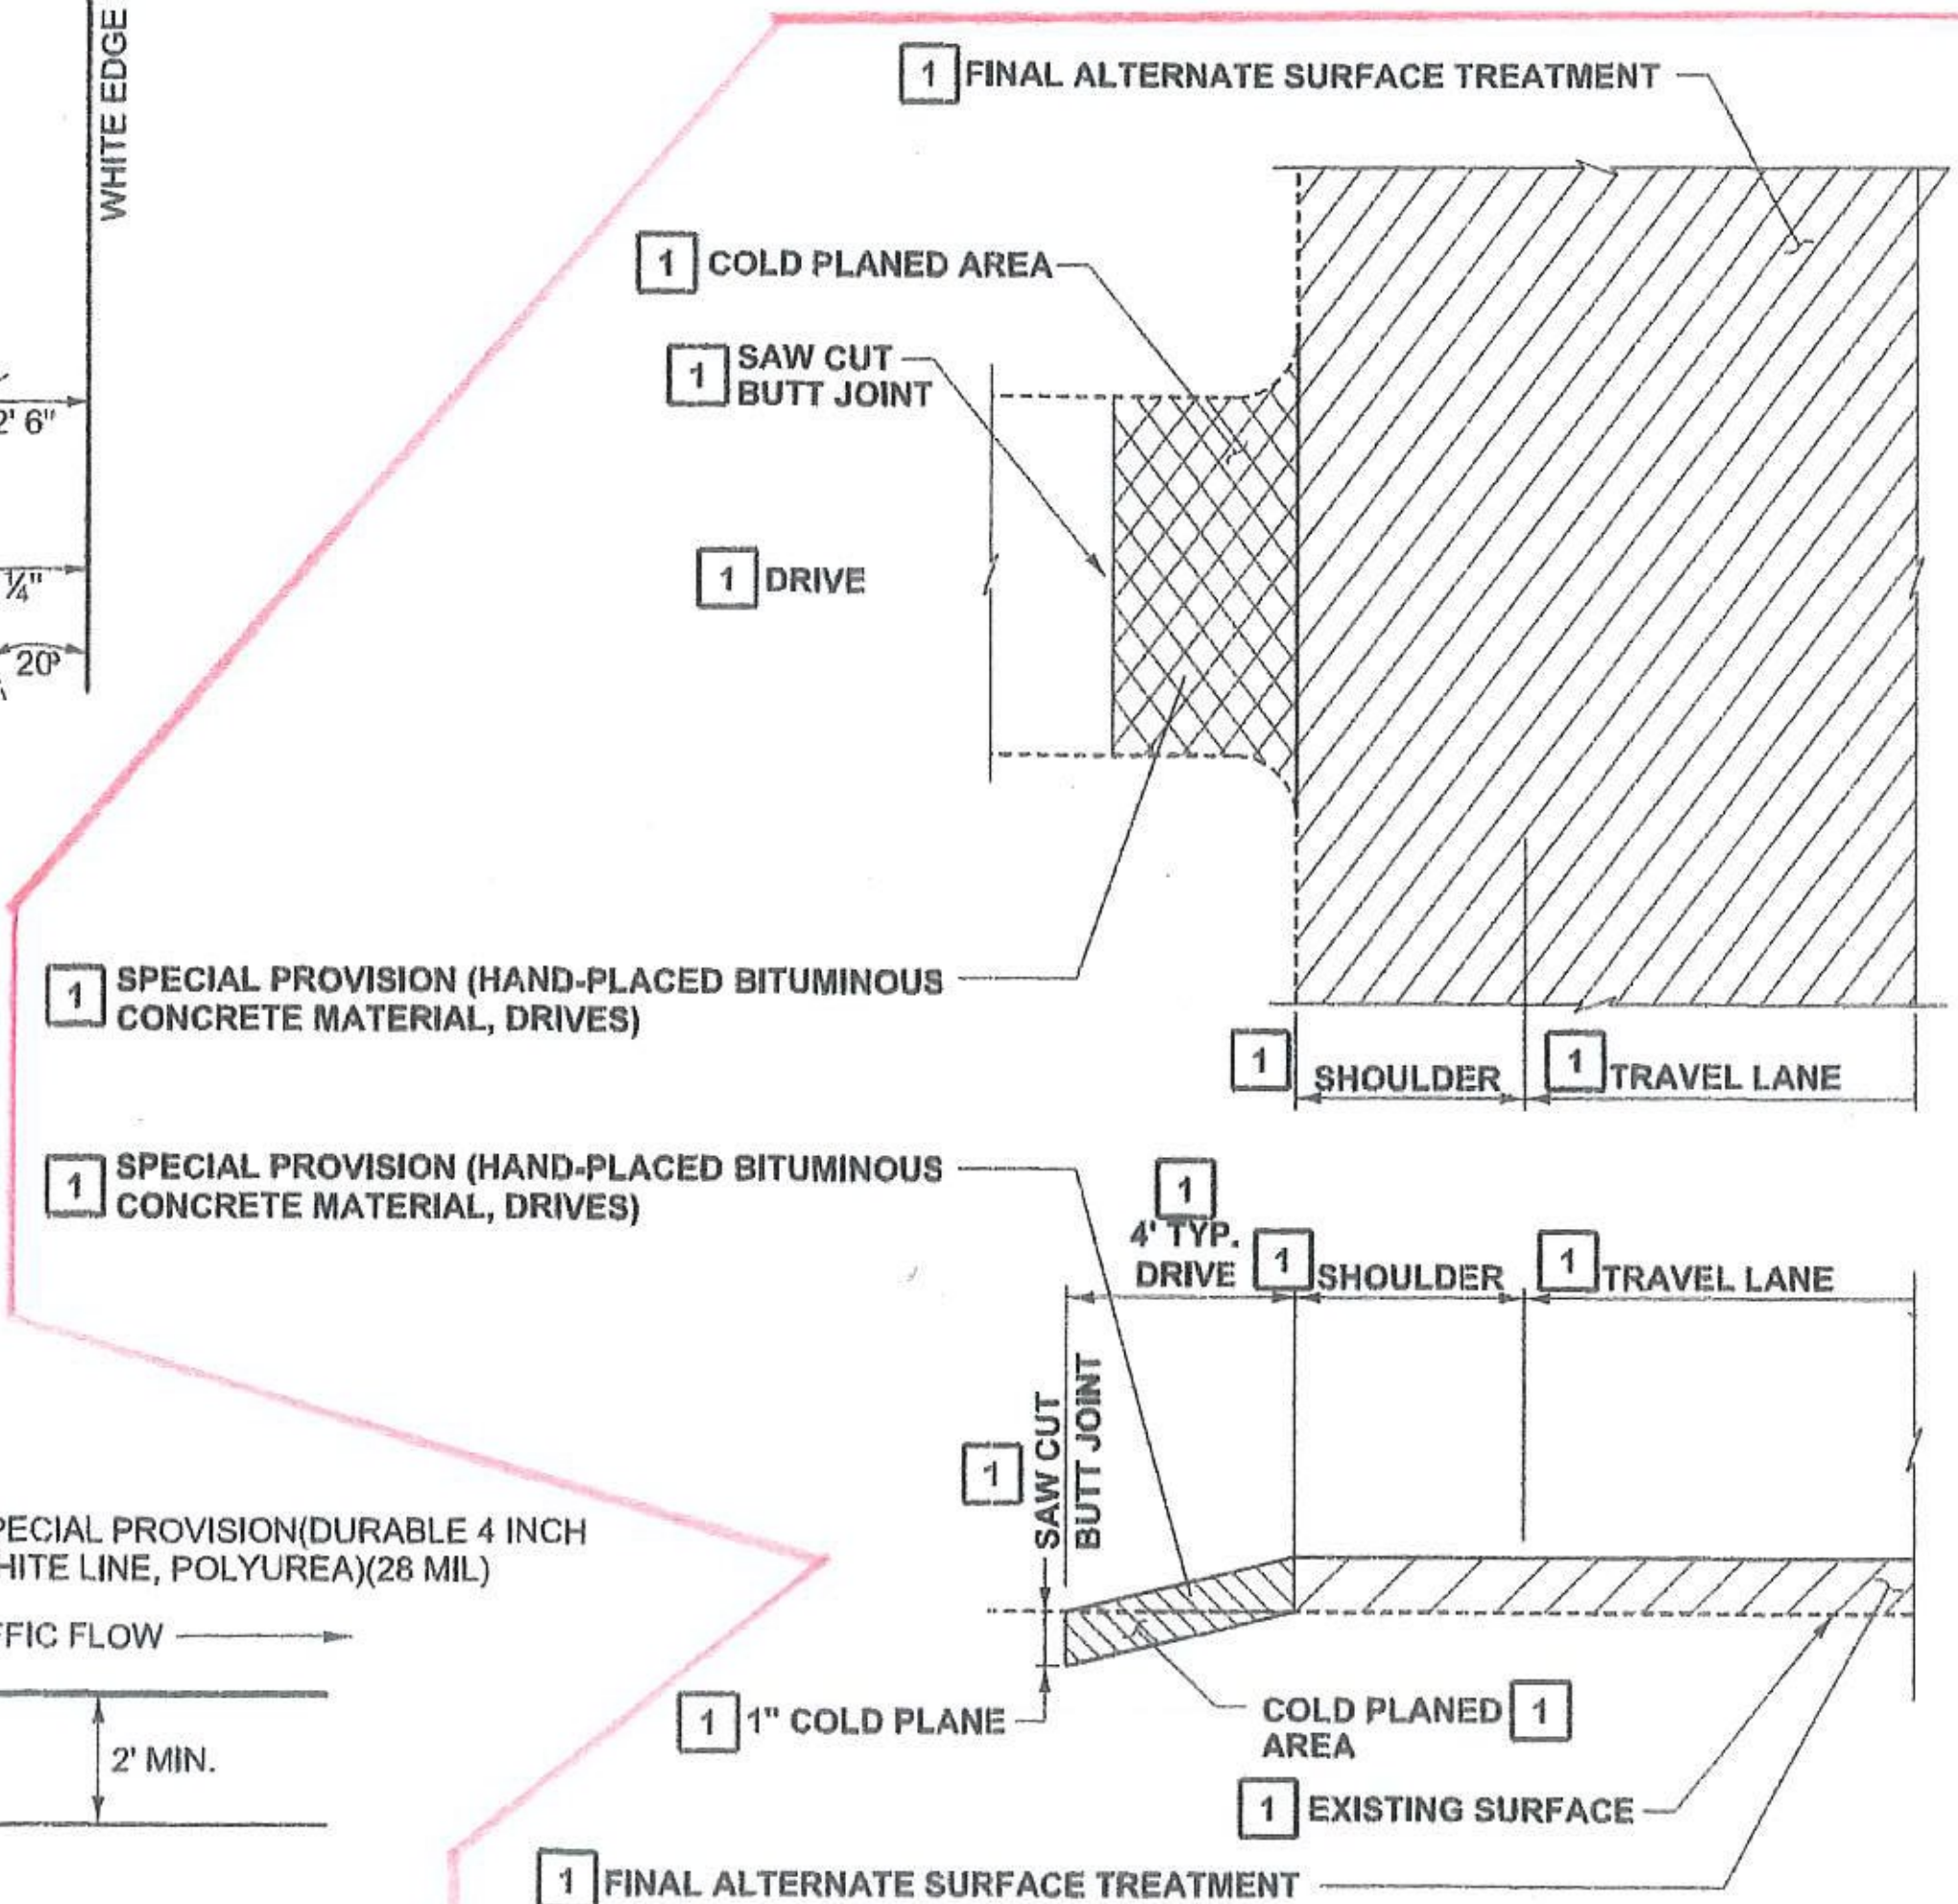 WHITE EDGE
1 FINAL ALTERNATE SURFACE TREATMENT
1 COLD PLANED AREA
1 SAW CUT
BUTT JOINT
2' 6"
1 DRIVE
¼"
20°
1 SPECIAL PROVISION (HAND-PLACED BITUMINOUS
CONCRETE MATERIAL, DRIVES)
1 SHOULDER
1 TRAVEL LANE
1 SPECIAL PROVISION (HAND-PLACED BITUMINOUS
CONCRETE MATERIAL, DRIVES)
1
4' TYP.
DRIVE
1 SHOULDER
1 TRAVEL LANE
1 SAW CUT
BUTT JOINT
PECIAL PROVISION(DURABLE 4 INCH
HITE LINE, POLYUREA)(28 MIL)
FFIC FLOW
2' MIN.
1 1" COLD PLANE
COLD PLANED 1
AREA
1 EXISTING SURFACE
1 FINAL ALTERNATE SURFACE TREATMENT